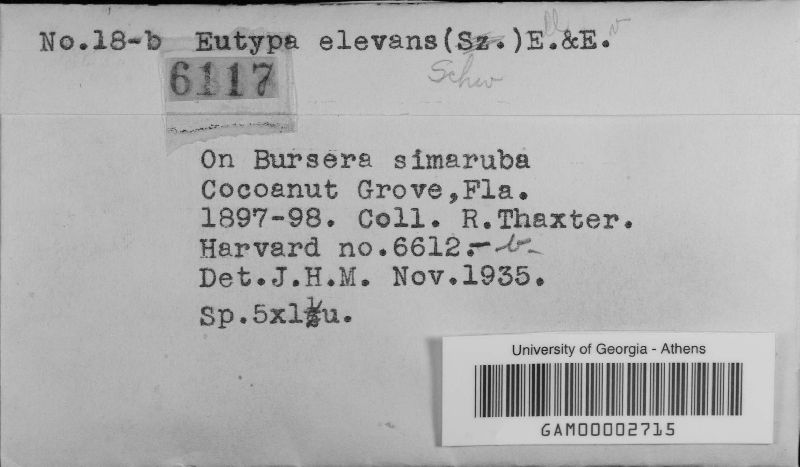 No.18-b Eutypa elevans(Sz.)E.&E.
Schw
6117
On Bursera simaruba
Cocoanut Grove,Fla.
1897-98. Coll. R.Thaxter.
Harvard no.6612.-b-
Det.J.H.M. Nov.1935.
Sp.5x1½u.
University of Georgia - Athens
GAM00002715